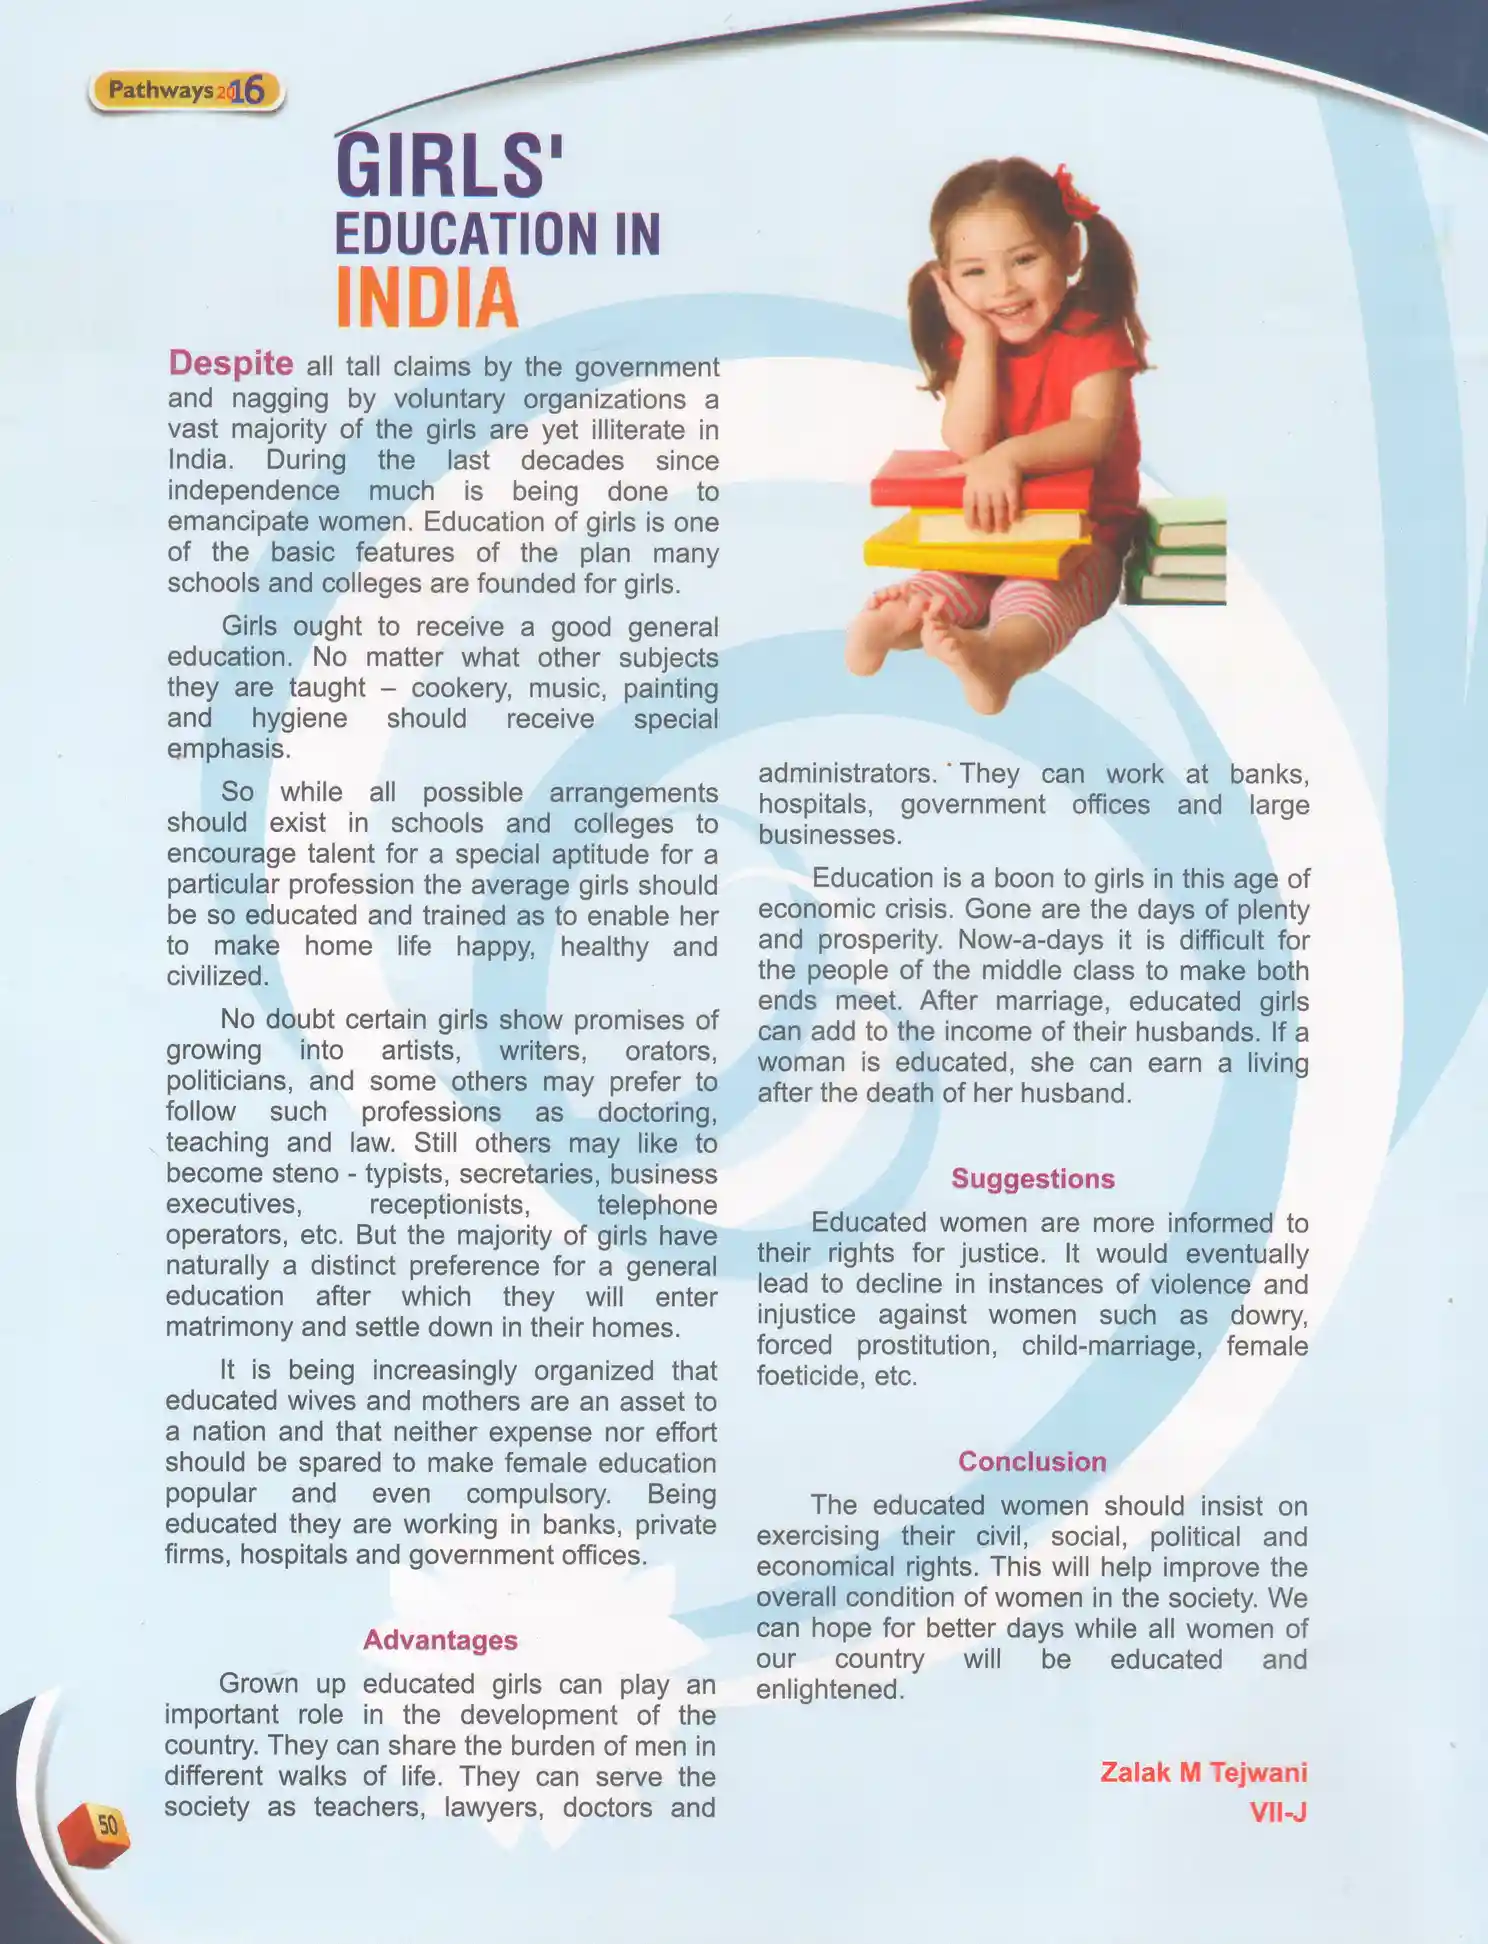 Pathways 2016
GIRLS'
EDUCATION IN
INDIA
Despite all tall claims by the government
and nagging by voluntary organizations a
vast majority of the girls are yet illiterate in
India. During the last decades since
independence much is being done to
emancipate women. Education of girls is one
of the basic features of the plan many
schools and colleges are founded for girls.
Girls ought to receive a good general
education. No matter what other subjects
they are taught – cookery, music, painting
and hygiene should receive special
emphasis.
So while all possible arrangements
should exist in schools and colleges to
encourage talent for a special aptitude for a
particular profession the average girls should
be so educated and trained as to enable her
to make home life happy, healthy and
civilized.
No doubt certain girls show promises of
growing into artists, writers, orators,
politicians, and some others may prefer to
follow such professions as doctoring,
teaching and law. Still others may like to
become steno - typists, secretaries, business
executives, receptionists, telephone
operators, etc. But the majority of girls have
naturally a distinct preference for a general
education after which they will enter
matrimony and settle down in their homes.
It is being increasingly organized that
educated wives and mothers are an asset to
a nation and that neither expense nor effort
should be spared to make female education
popular and even compulsory. Being
educated they are working in banks, private
firms, hospitals and government offices.
Advantages
Grown up educated girls can play an
important role in the development of the
country. They can share the burden of men in
different walks of life. They can serve the
society as teachers, lawyers, doctors and
administrators. They can work at banks,
hospitals, government offices and large
businesses.
Education is a boon to girls in this age of
economic crisis. Gone are the days of plenty
and prosperity. Now-a-days it is difficult for
the people of the middle class to make both
ends meet. After marriage, educated girls
can add to the income of their husbands. If a
woman is educated, she can earn a living
after the death of her husband.
Suggestions
Educated women are more informed to
their rights for justice. It would eventually
lead to decline in instances of violence and
injustice against women such as dowry,
forced prostitution, child-marriage, female
foeticide, etc.
Conclusion
The educated women should insist on
exercising their civil, social, political and
economical rights. This will help improve the
overall condition of women in the society. We
can hope for better days while all women of
our country will be educated and
enlightened.
Zalak M Tejwani
VII-J
50